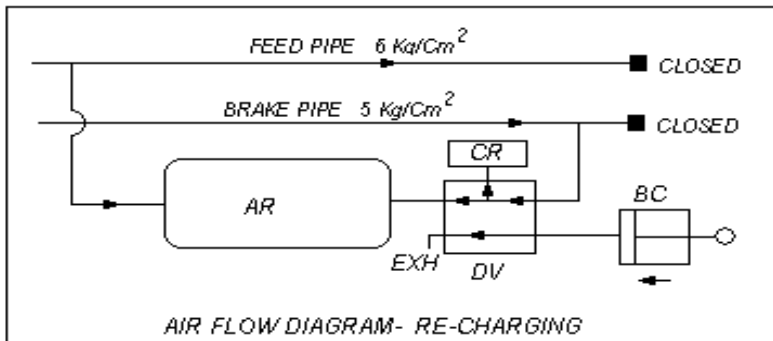 FEED PIPE 6 Kg/Cm²
CLOSED
BRAKE PIPE 5 Kg/Cm²
CLOSED
CR
BC
AR
EXH
DV
AIR FLOW DIAGRAM- RE-CHARGING